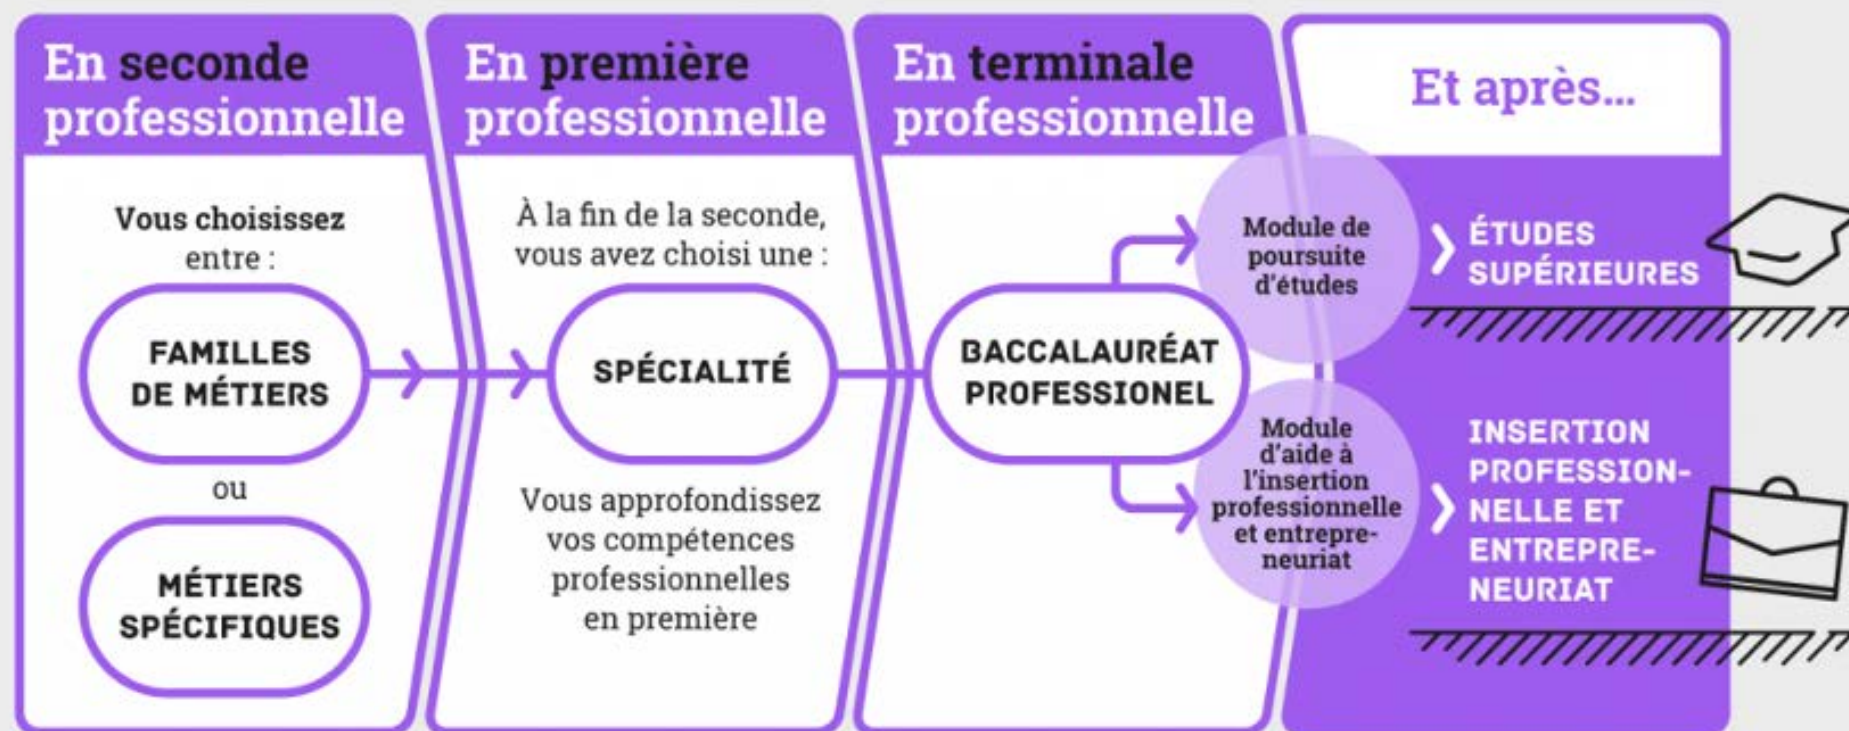 En seconde
professionnelle
Vous choisissez
entre :
FAMILLES
DE MÉTIERS
ou
MÉTIERS
SPÉCIFIQUES
En première
professionnelle
À la fin de la seconde,
vous avez choisi une :
SPÉCIALITÉ
Vous approfondissez
vos compétences
professionnelles
en première
En terminale
professionnelle
BACCALAURÉAT
PROFESSIONEL
Module de
poursuite
d'études
Module
d'aide à
l'insertion
professionnelle
et entrepre-
neuriat
Et après...
ÉTUDES
SUPÉRIEURES
INSERTION
PROFESSION-
NELLE ET
ENTREPRE-
NEURIAT